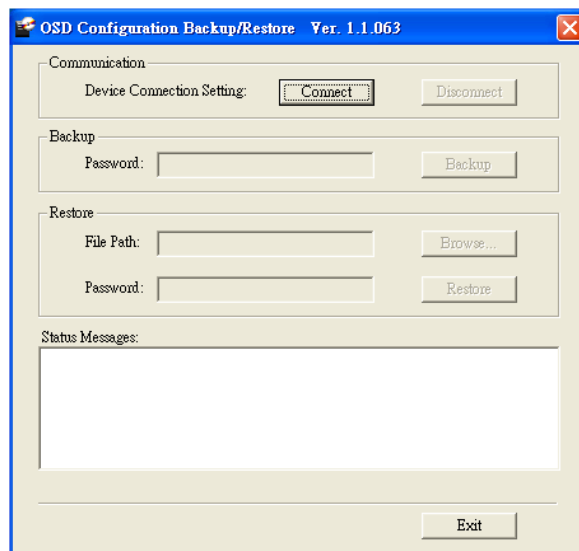 OSD Configuration Backup/Restore Ver. 1.1.063
Communication
Device Connection Setting: Connect Disconnect
Backup
Password: Backup
Restore
File Path: Browse...
Password: Restore
Status Messages:
Exit